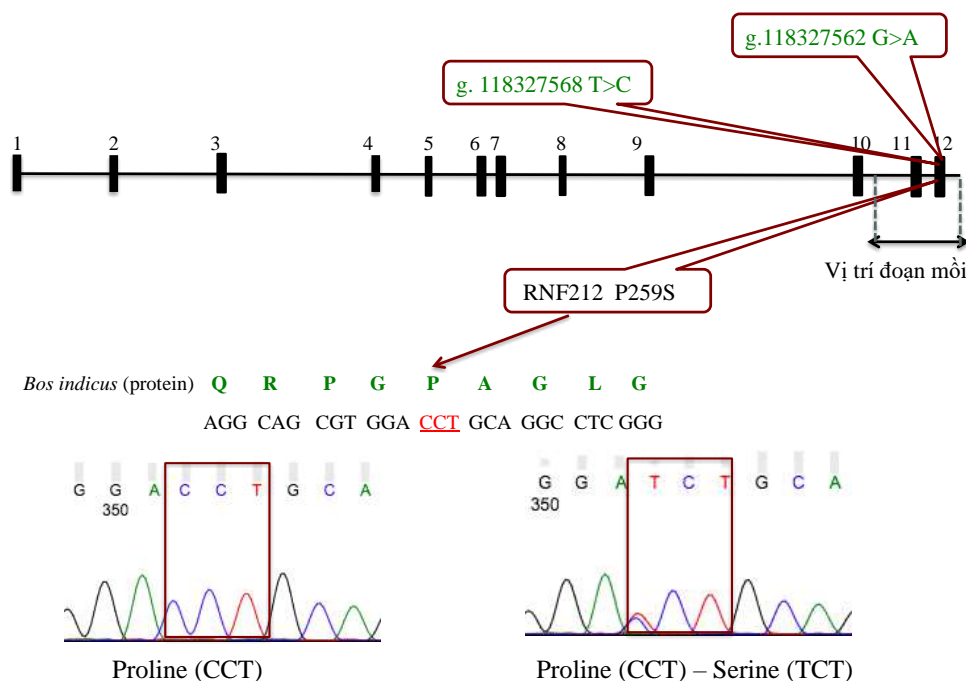 g.118327562 G>A
g. 118327568 T>C
1 2 3 4 5 6 7 8 9 10 11 12
Vị trí đoạn mồi
RNF212 P259S
Bos indicus (protein) Q R P G P A G L G
AGG CAG CGT GGA CCT GCA GGC CTC GGG
G G A C C T G C A
350
G G A T C T G C A
350
Proline (CCT)
Proline (CCT) – Serine (TCT)